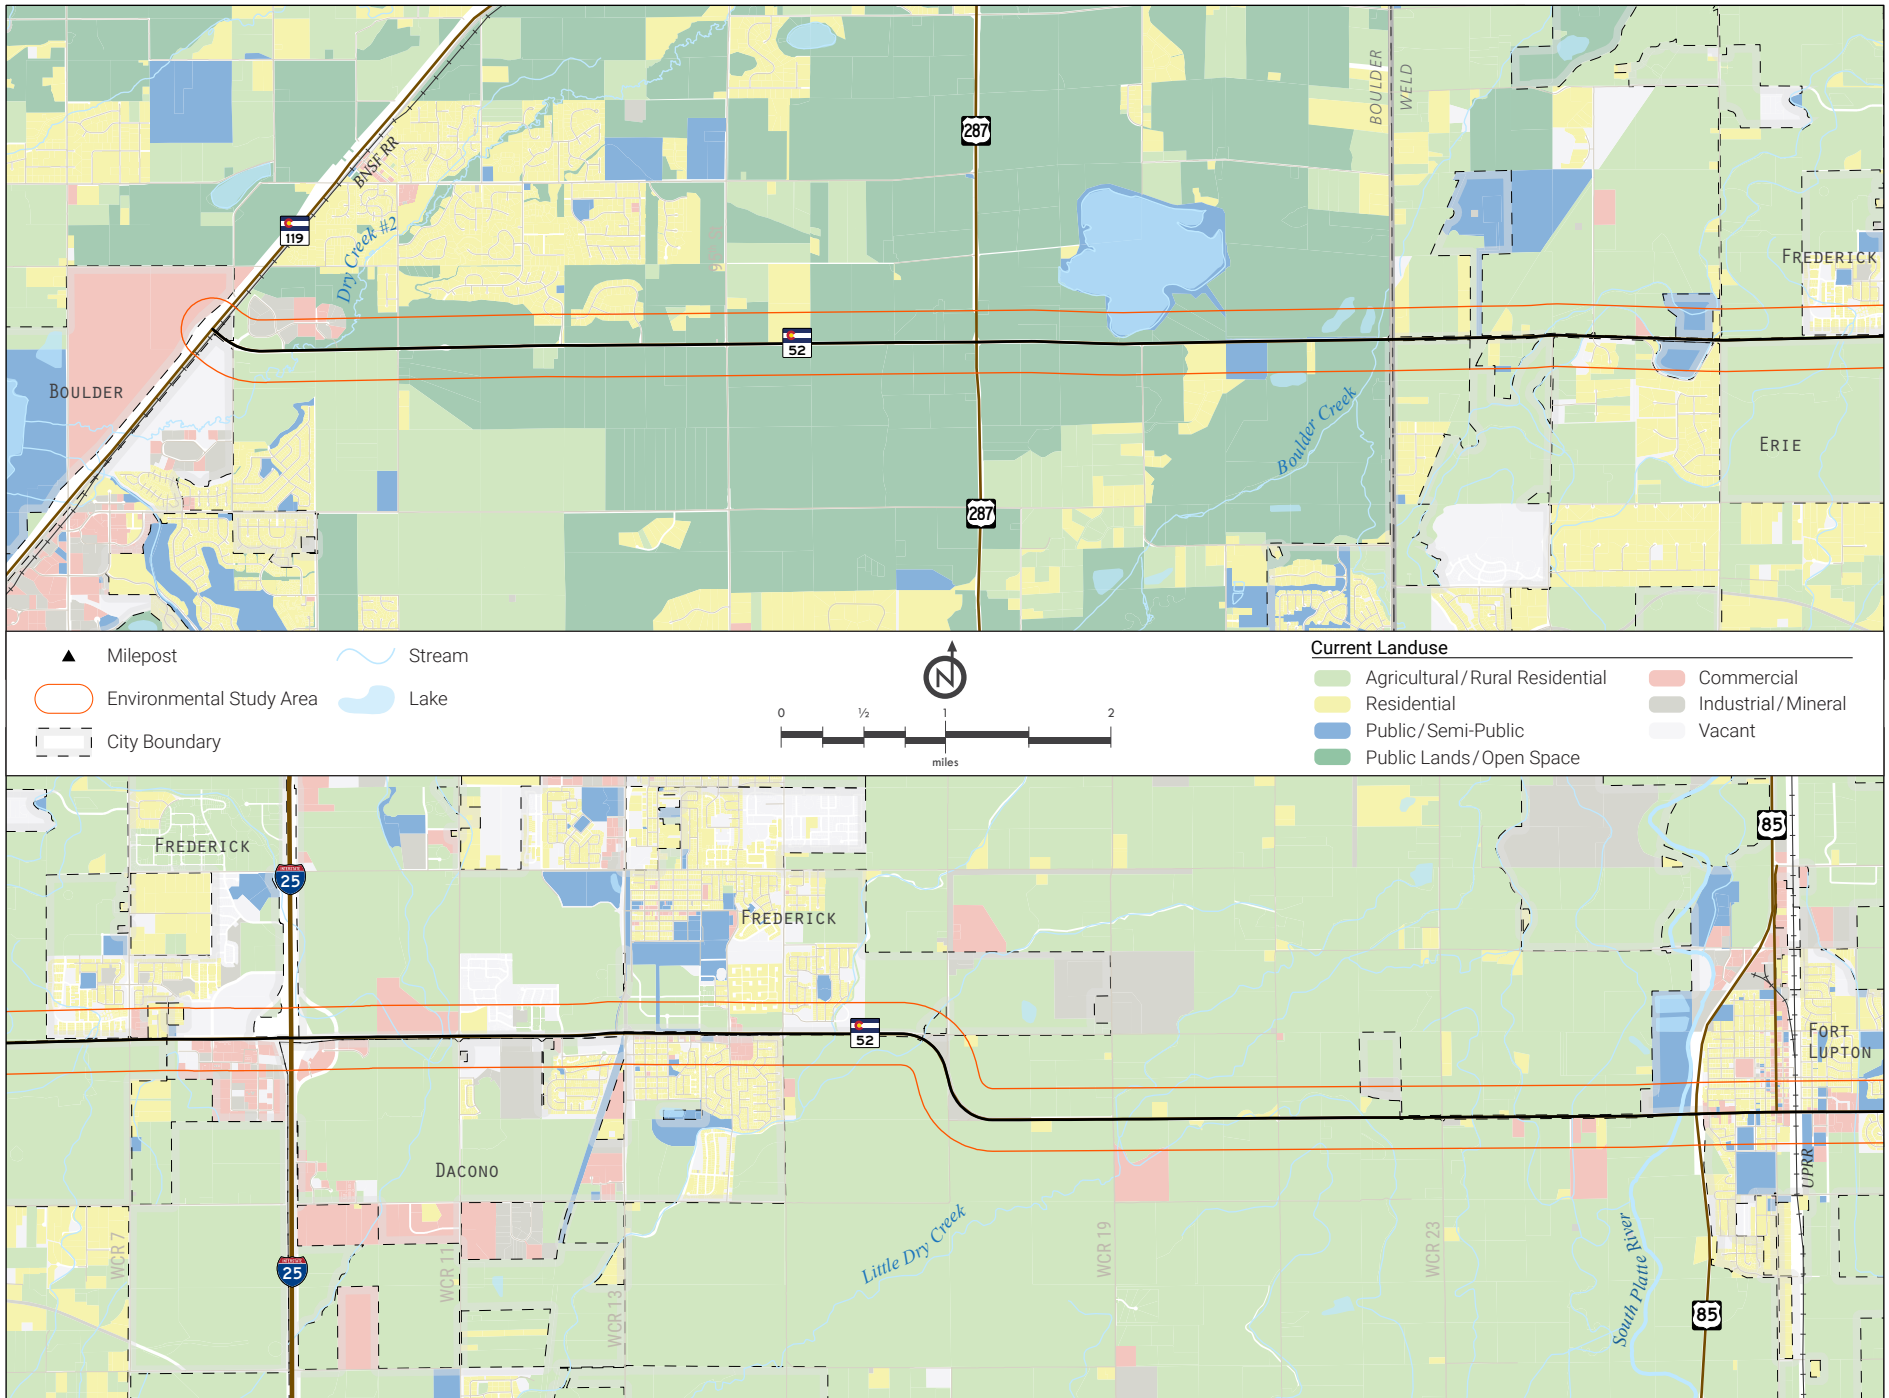 BOULDER
WELD
287
BNSF RR
119
Dry Creek #2
FREDERICK
52
BOULDER
Boulder Creek
ERIE
287
Milepost
Stream
Environmental Study Area
Lake
City Boundary
N
0 ½ 1 2
miles
Current Landuse
Agricultural/Rural Residential
Residential
Public/Semi-Public
Public Lands/Open Space
Commercial
Industrial/Mineral
Vacant
85
FREDERICK
INTERSTATE
25
FREDERICK
52
FORT
LUPTON
DACONO
UPRR
Little Dry Creek
WCR 7
WCR 11
WCR 13
WCR 19
WCR 23
South Platte River
INTERSTATE
25
85